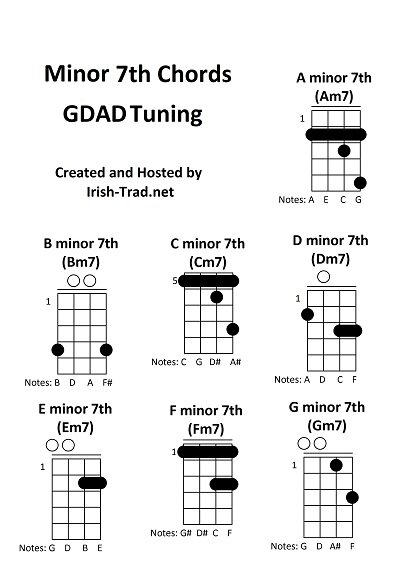 Minor 7th Chords
GDAD Tuning
Created and Hosted by
Irish-Trad.net
A minor 7th
(Am7)
1
Notes: A E C G
B minor 7th
(Bm7)
1
Notes: B D A F#
C minor 7th
(Cm7)
5
Notes: C G D# A#
D minor 7th
(Dm7)
1
Notes: A D C F
E minor 7th
(Em7)
1
Notes: G D B E
F minor 7th
(Fm7)
1
Notes: G# D# C F
G minor 7th
(Gm7)
1
Notes: G D A# F